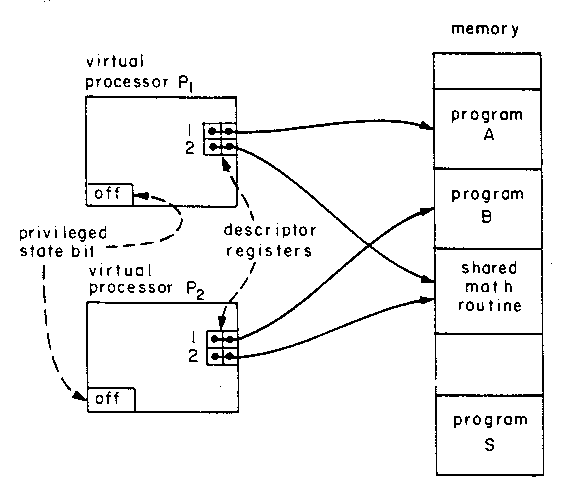 memory
virtual
processor P1
1
2
off
program
A
program
B
privileged
state bit
descriptor
registers
virtual
processor P2
shared
math
routine
1
2
off
program
S